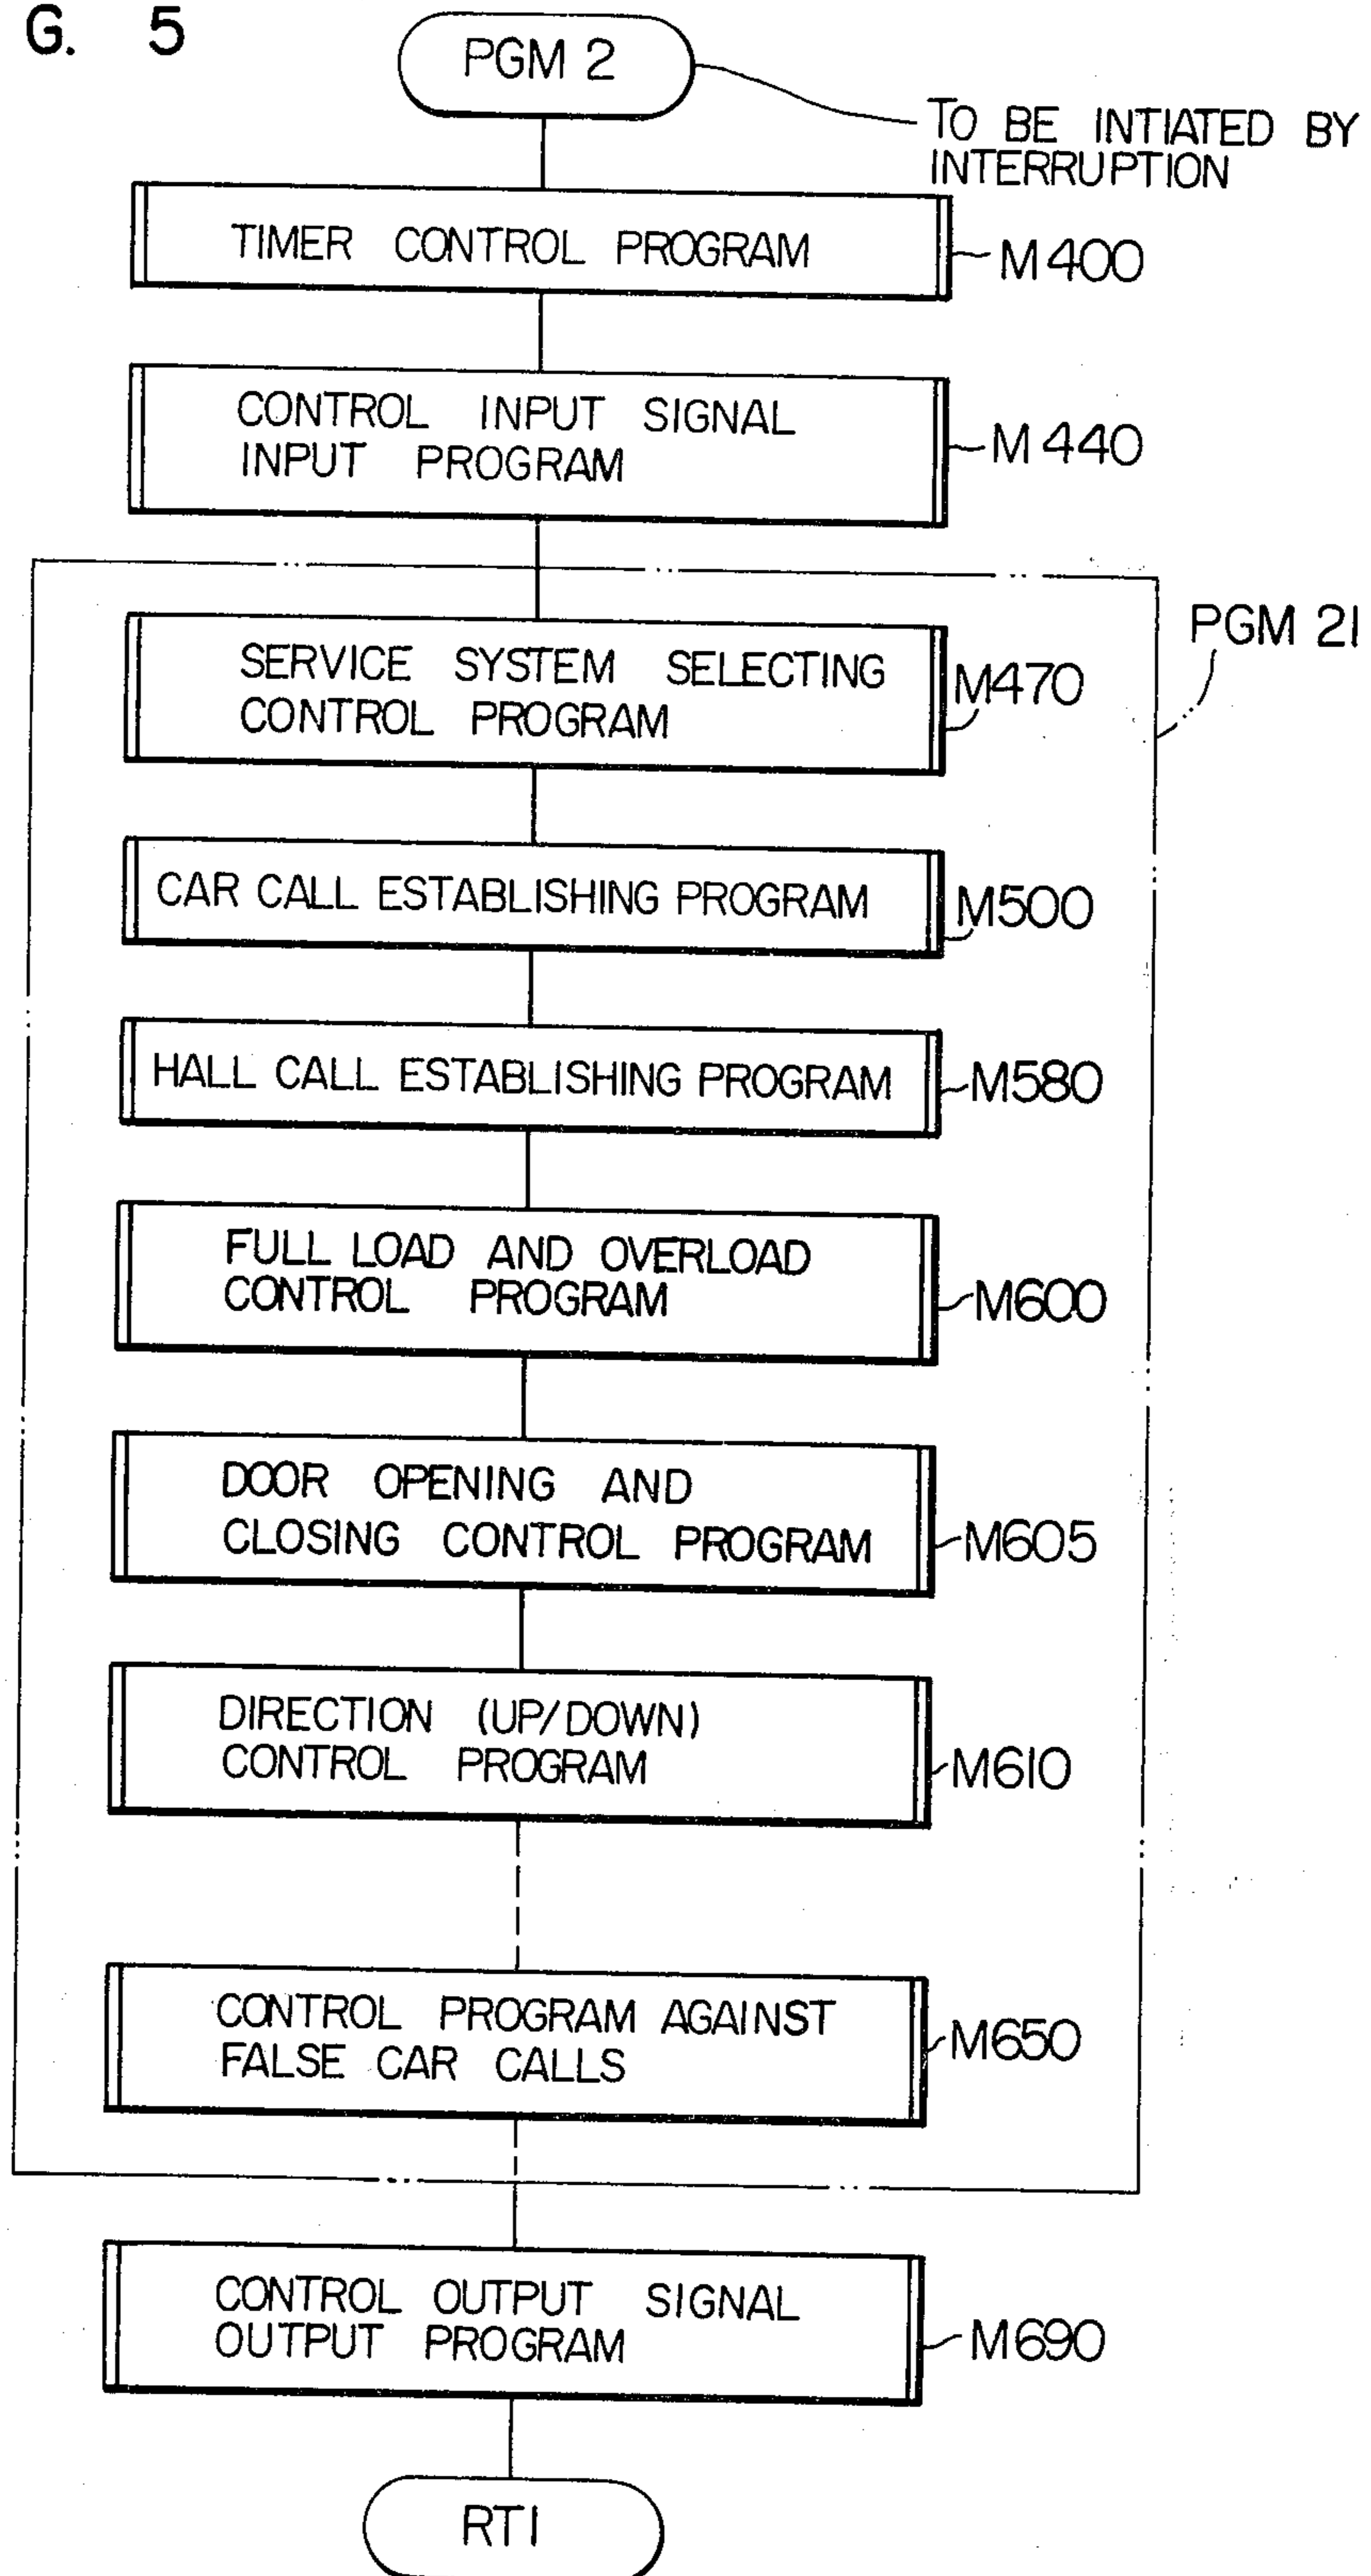 G. 5
PGM 2
TO BE INTIATED BY
INTERRUPTION
TIMER CONTROL PROGRAM
M400
CONTROL INPUT SIGNAL
INPUT PROGRAM
M440
PGM 21
SERVICE SYSTEM SELECTING
CONTROL PROGRAM
M470
CAR CALL ESTABLISHING PROGRAM
M500
HALL CALL ESTABLISHING PROGRAM
M580
FULL LOAD AND OVERLOAD
CONTROL PROGRAM
M600
DOOR OPENING AND
CLOSING CONTROL PROGRAM
M605
DIRECTION (UP/DOWN)
CONTROL PROGRAM
M610
CONTROL PROGRAM AGAINST
FALSE CAR CALLS
M650
CONTROL OUTPUT SIGNAL
OUTPUT PROGRAM
M690
RTI